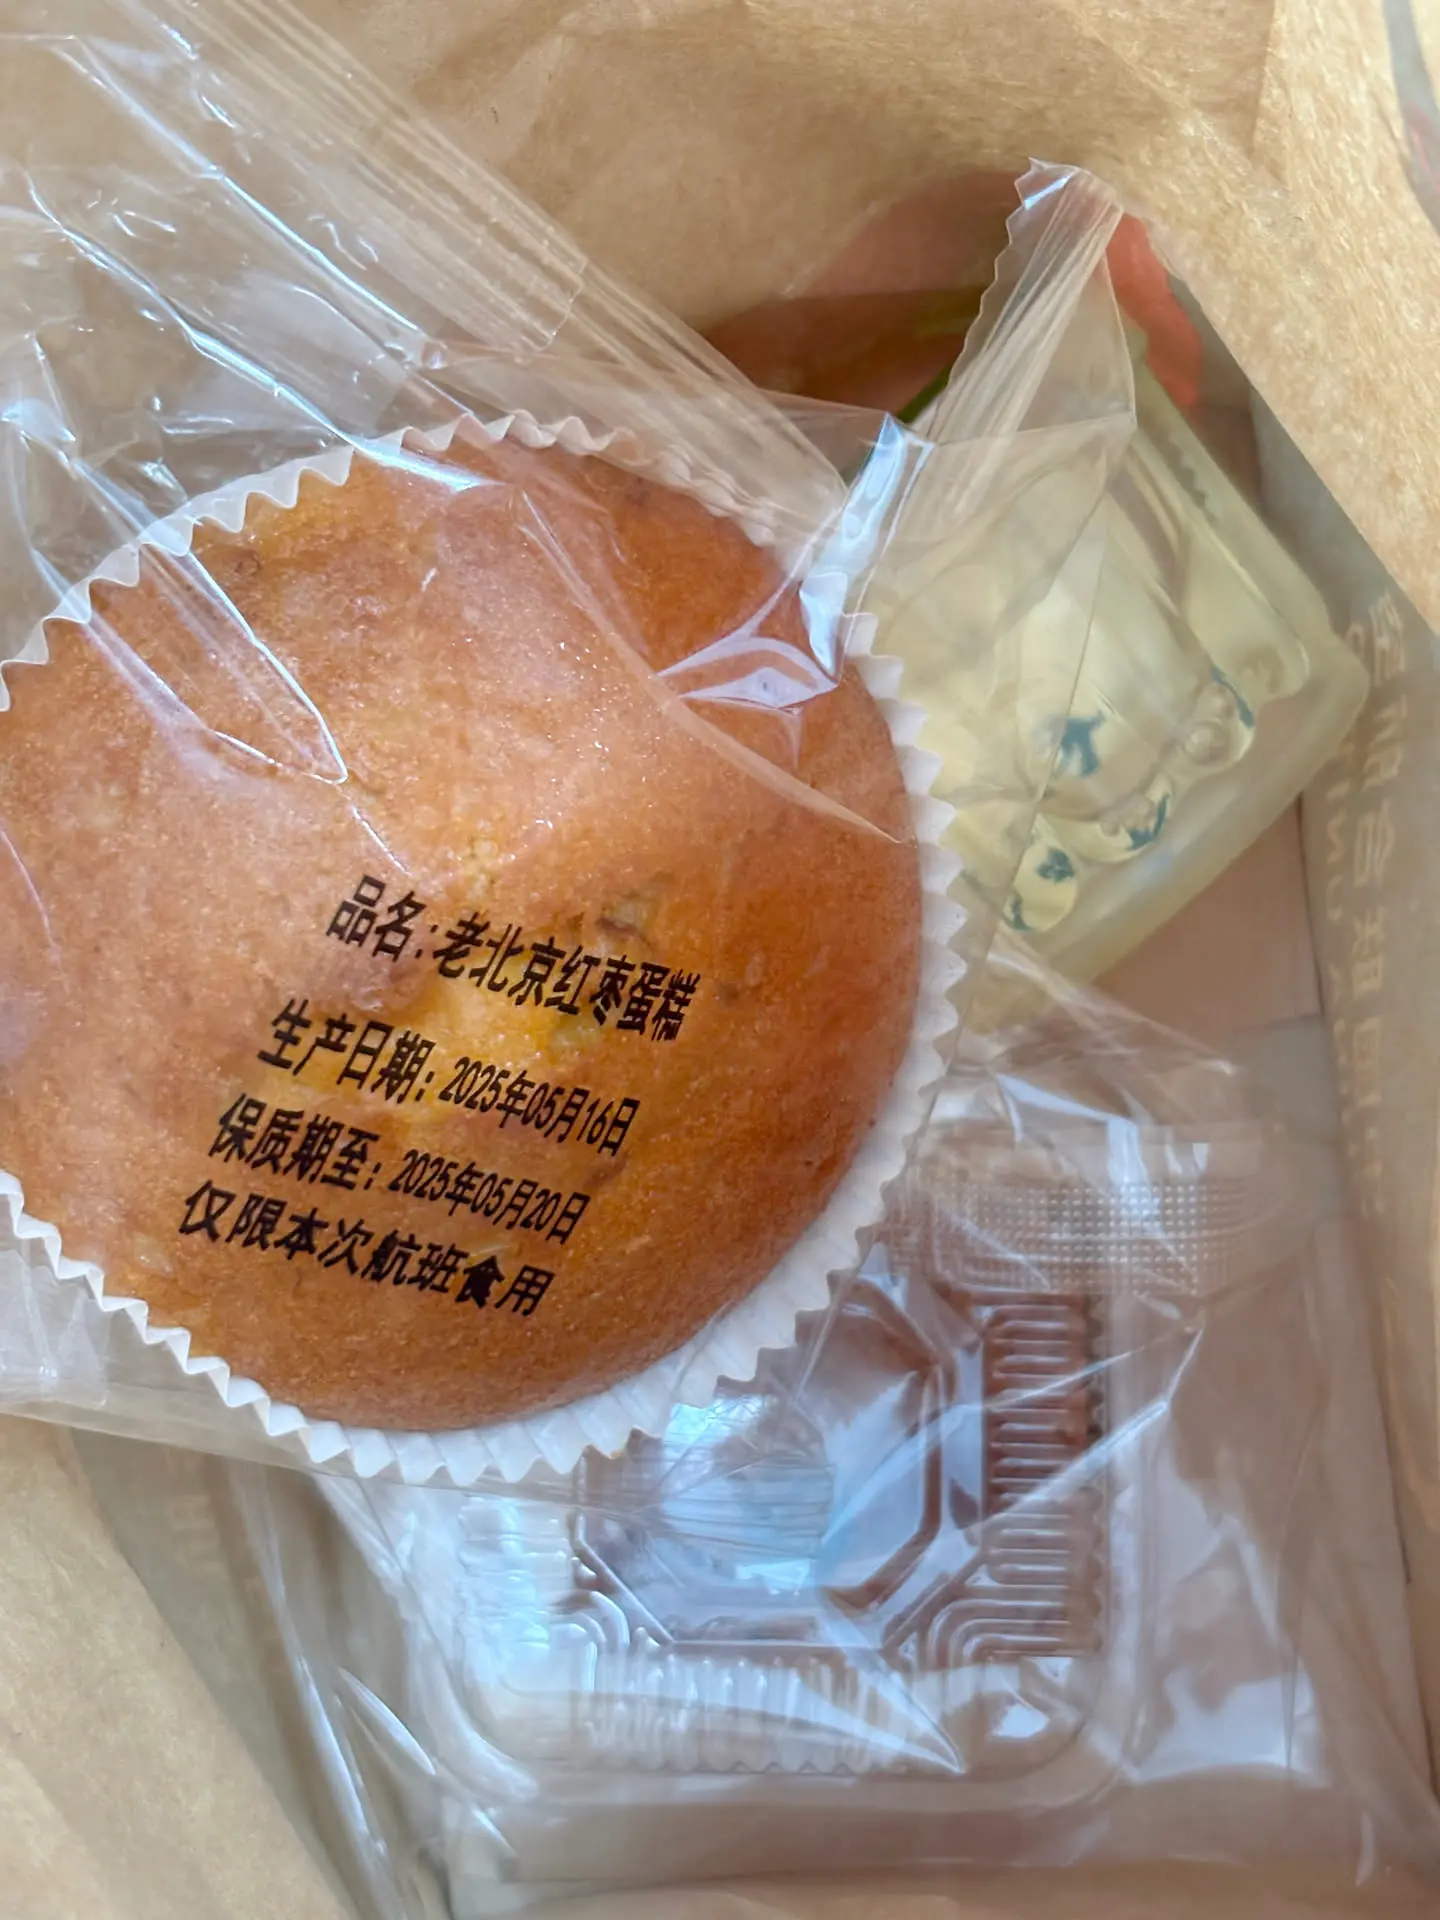 品名:老北京红枣蛋糕
生产日期:2025年05月16日
保质期至:2025年05月20日
仅限本次航班食用